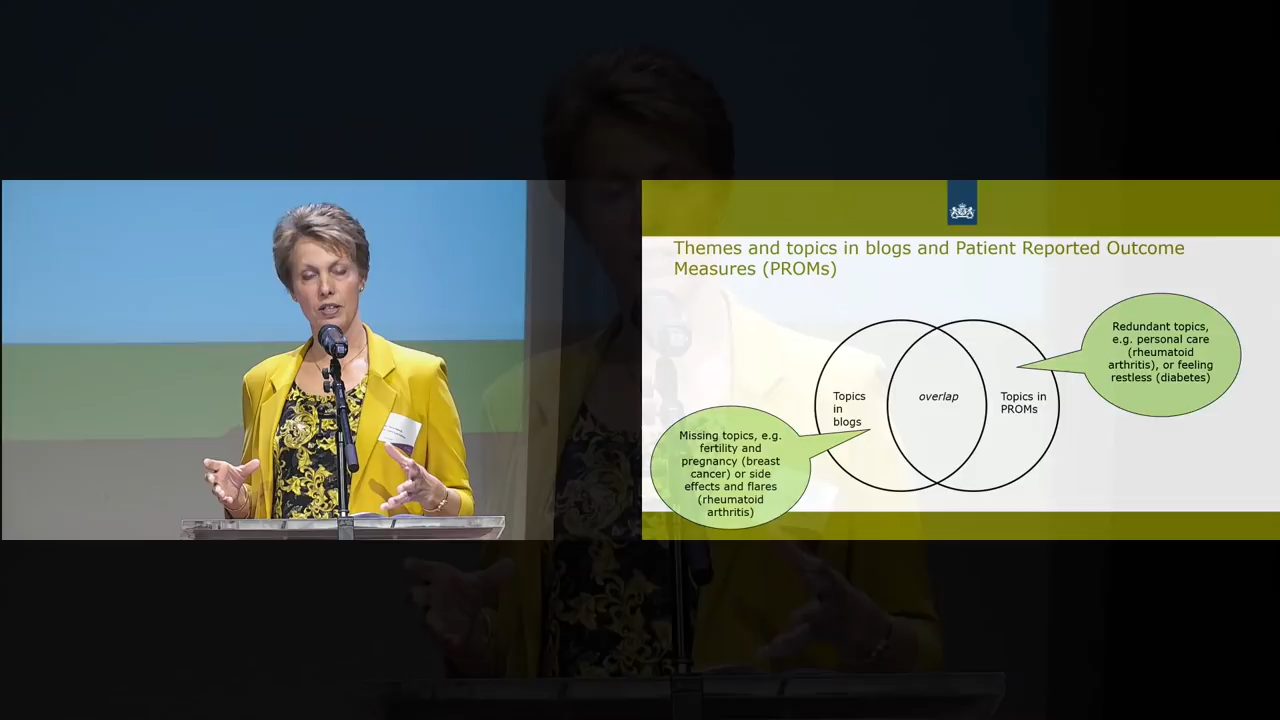 Themes and topics in blogs and Patient Reported Outcome
Measures (PROMs)
Redundant topics,
e.g. personal care
(rheumatoid
arthritis), or feeling
restless (diabetes)
Topics
in
blogs
overlap
Topics in
PROMs
Missing topics, e.g.
fertility and
pregnancy (breast
cancer) or side
effects and flares
(rheumatoid
arthritis)